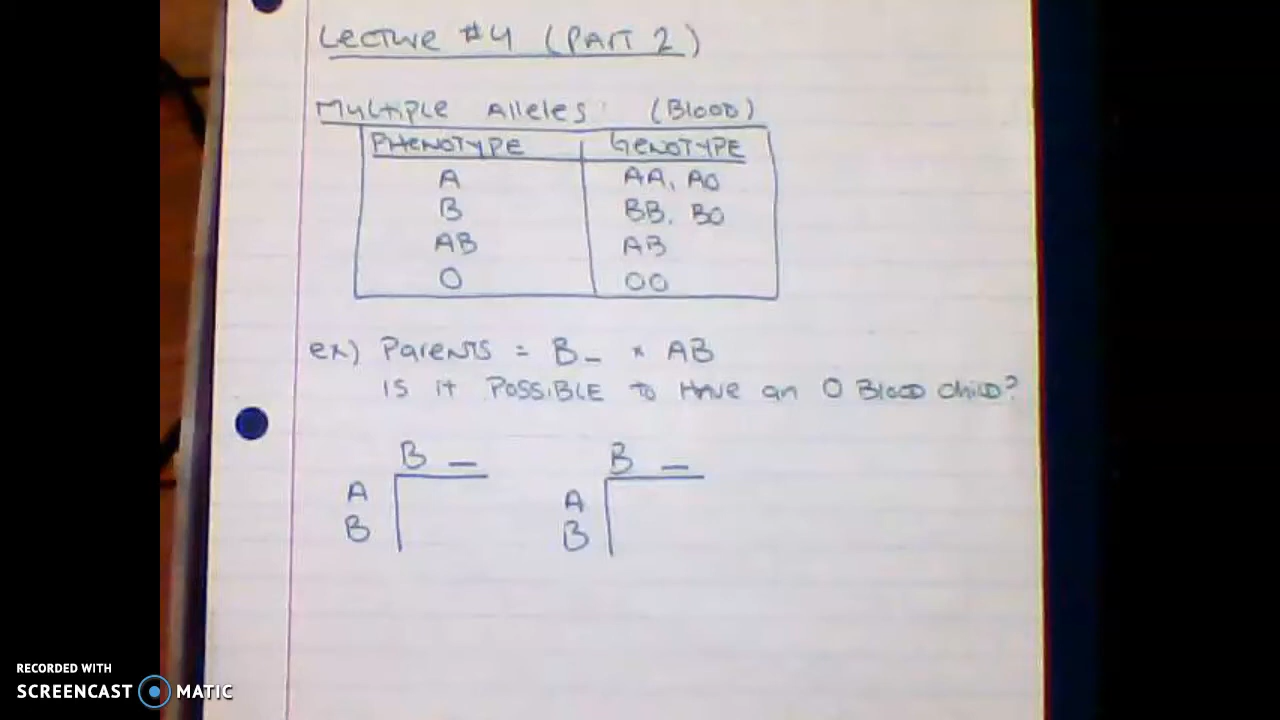 Lecture #4 (Part 2)
Multiple Alleles: (Blood)
PHENOTYPE GENOTYPE
A AA, AO
B BB, BO
AB AB
O OO
ex) Parents = B_ x AB
is it POSSIBLE to Have an O Blood child?
B _ B _
A A
B B
RECORDED WITH
SCREENCAST MATIC